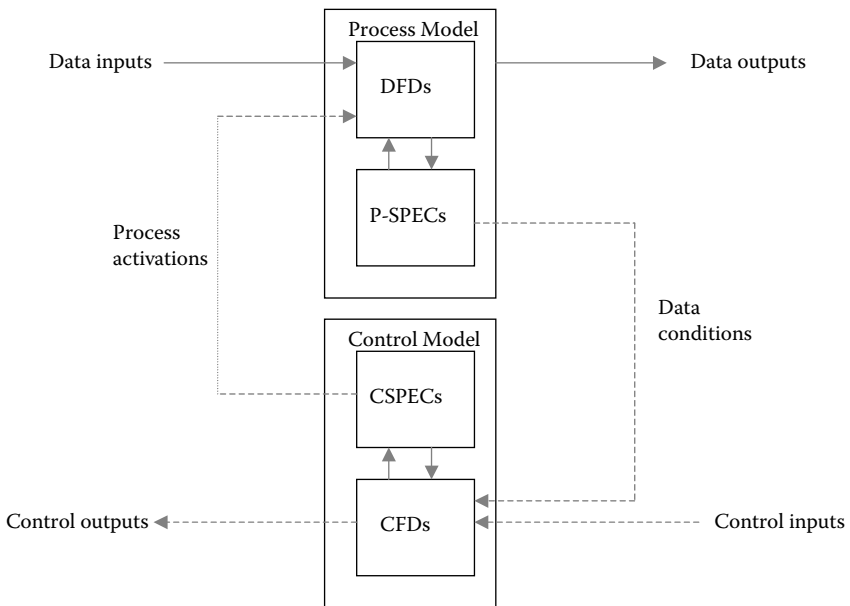 Process Model
Data inputs
Data outputs
DFDs
P-SPECs
Process
activations
Data
conditions
Control Model
CSPECs
Control outputs
CFDs
Control inputs